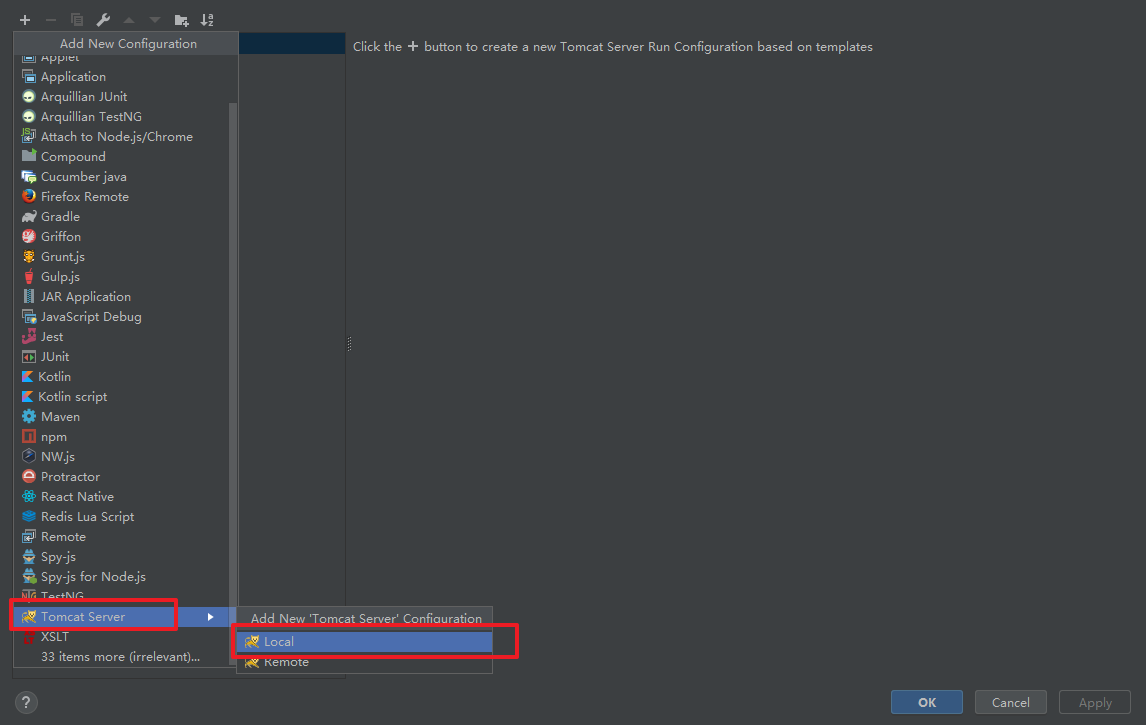 Add New Configuration
Click the + button to create a new Tomcat Server Run Configuration based on templates
Applet
Application
Arquillian JUnit
Arquillian TestNG
Attach to Node.js/Chrome
Compound
Cucumber java
Firefox Remote
Gradle
Griffon
Grunt.js
Gulp.js
JAR Application
JavaScript Debug
Jest
JUnit
Kotlin
Kotlin script
Maven
npm
NW.js
Protractor
React Native
Redis Lua Script
Remote
Spy-js
Spy-js for Node.js
TestNG
Tomcat Server
XSLT
33 items more (irrelevant)...
Add New 'Tomcat Server' Configuration
Local
Remote
?
OK
Cancel
Apply